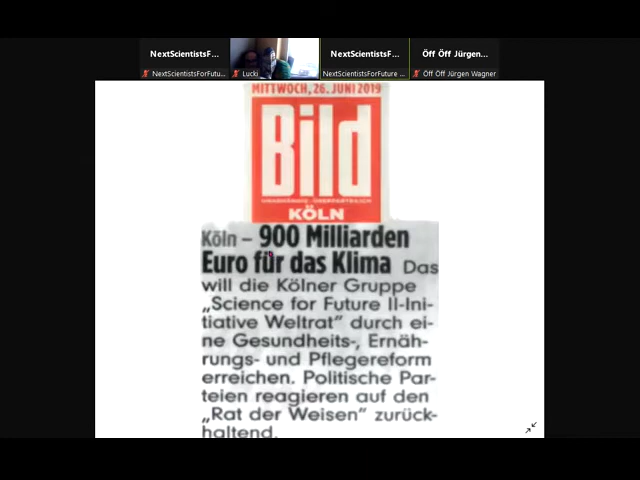 NextScientistsF...
NextScientistsF...
Öff Öff Jürgen...
NextScientistsForFutu...
Lucki
NextScientistsForFuture ...
Öff Öff Jürgen Wagner
MITTWOCH, 26. JUNI 2019
Bild
UNABHÄNGIG · ÜBERPARTEILICH
KÖLN
Köln – 900 Milliarden
Euro für das Klima Das
will die Kölner Gruppe
„Science for Future II-Ini-
tiative Weltrat“ durch ei-
ne Gesundheits-, Ernäh-
rungs- und Pflegereform
erreichen. Politische Par-
teien reagieren auf den
„Rat der Weisen“ zurück-
haltend.